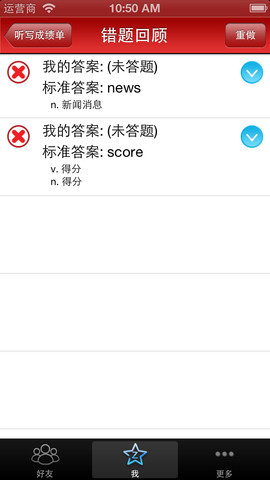 运营商 10:50 AM
听写成绩单 错题回顾 重做
我的答案: (未答题)
标准答案: news
n. 新闻消息
我的答案: (未答题)
标准答案: score
v. 得分
n. 得分
好友 我 更多